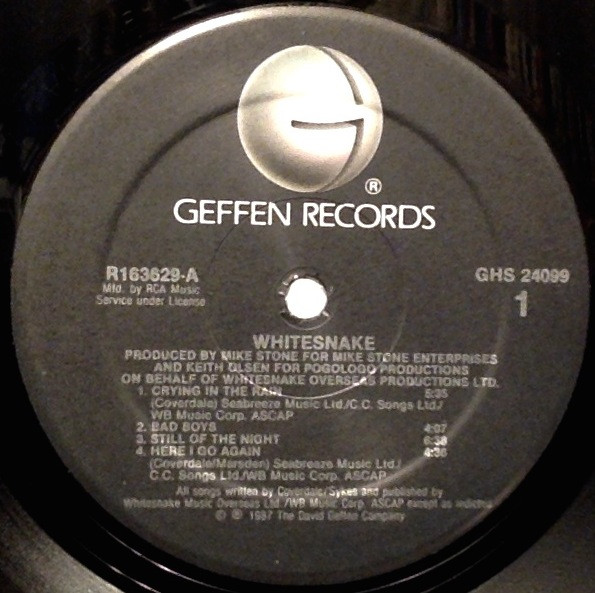 ®
GEFFEN RECORDS
R163629-A
Mfd. by RCA Music
Service under License
GHS 24099
1
WHITESNAKE
PRODUCED BY MIKE STONE FOR MIKE STONE ENTERPRISES
AND KEITH OLSEN FOR POGOLOGO PRODUCTIONS
ON BEHALF OF WHITESNAKE OVERSEAS PRODUCTIONS LTD.
1. CRYING IN THE RAIN 5:35
(Coverdale) Seabreeze Music Ltd./C.C. Songs Ltd./
WB Music Corp. ASCAP
2. BAD BOYS 4:07
3. STILL OF THE NIGHT 6:38
4. HERE I GO AGAIN 4:36
(Coverdale/Marsden) Seabreeze Music Ltd./
C.C. Songs Ltd./WB Music Corp. ASCAP
All songs written by Coverdale/Sykes and published by
Whitesnake Music Overseas Ltd./WB Music Corp. ASCAP except as indicated
© ℗ 1987 The David Geffen Company